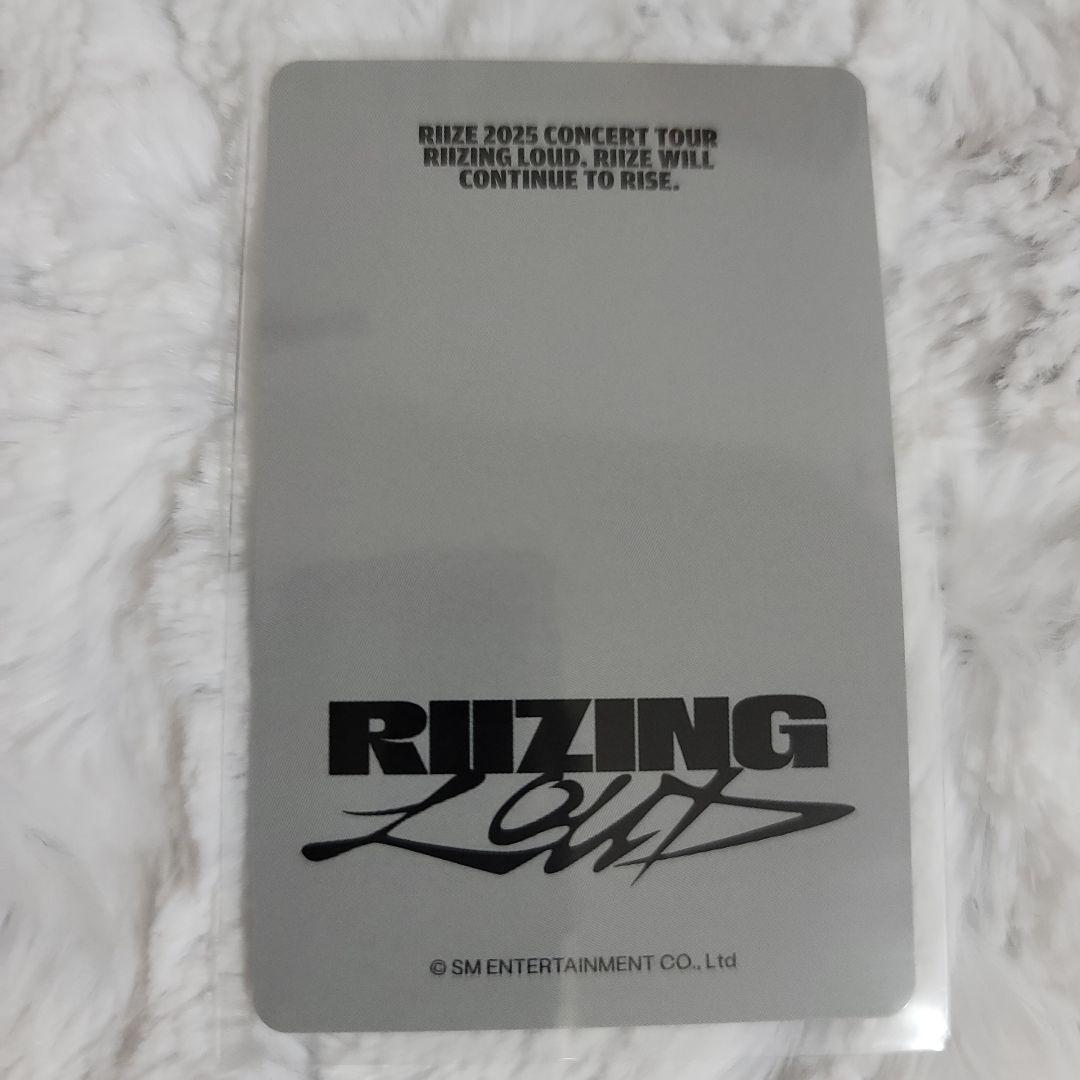 RIIZE 2025 CONCERT TOUR
RIIZING LOUD. RIIZE WILL
CONTINUE TO RISE.
RIIZING
LOUD
© SM ENTERTAINMENT CO., Ltd